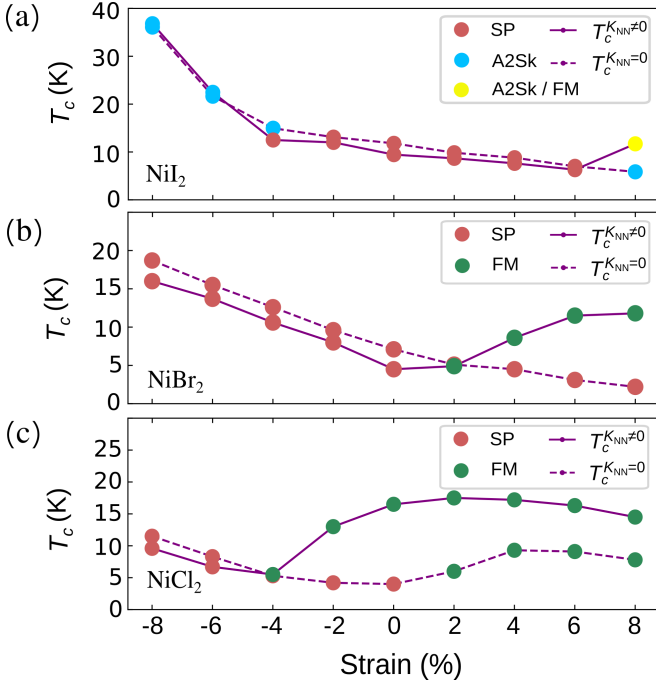 (a)
T_c (K)
40
30
20
10
0
SP
A2Sk
A2Sk / FM
T_c^{K_NN≠0}
T_c^{K_NN=0}
NiI₂
(b)
T_c (K)
20
15
10
5
0
SP
FM
T_c^{K_NN≠0}
T_c^{K_NN=0}
NiBr₂
(c)
T_c (K)
25
20
15
10
5
0
SP
FM
T_c^{K_NN≠0}
T_c^{K_NN=0}
NiCl₂
-8 -6 -4 -2 0 2 4 6 8
Strain (%)